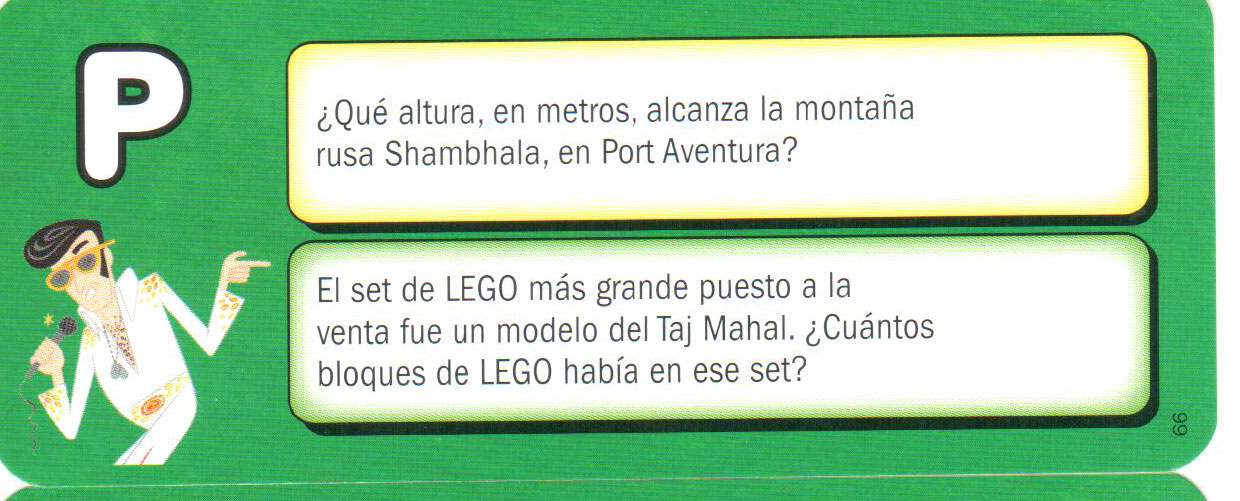 P
¿Qué altura, en metros, alcanza la montaña
rusa Shambhala, en Port Aventura?
El set de LEGO más grande puesto a la
venta fue un modelo del Taj Mahal. ¿Cuántos
bloques de LEGO había en ese set?
99